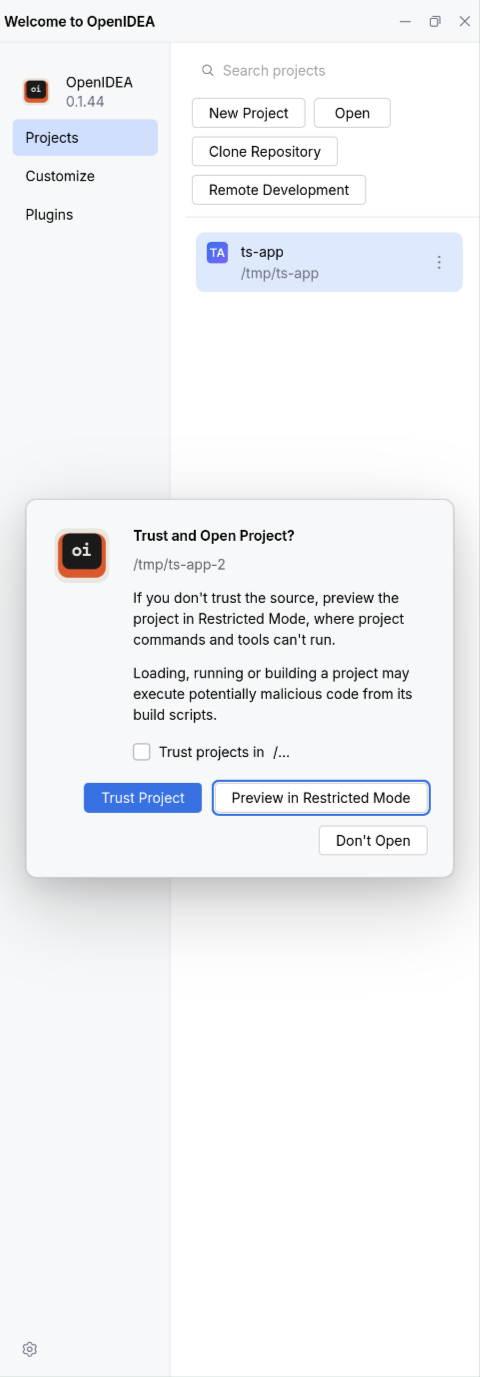 Welcome to OpenIDEA
oi
OpenIDEA
0.1.44
Projects
Customize
Plugins
Search projects
New Project
Open
Clone Repository
Remote Development
TA
ts-app
/tmp/ts-app
oi
Trust and Open Project?
/tmp/ts-app-2
If you don't trust the source, preview the
project in Restricted Mode, where project
commands and tools can't run.
Loading, running or building a project may
execute potentially malicious code from its
build scripts.
Trust projects in /...
Trust Project
Preview in Restricted Mode
Don't Open